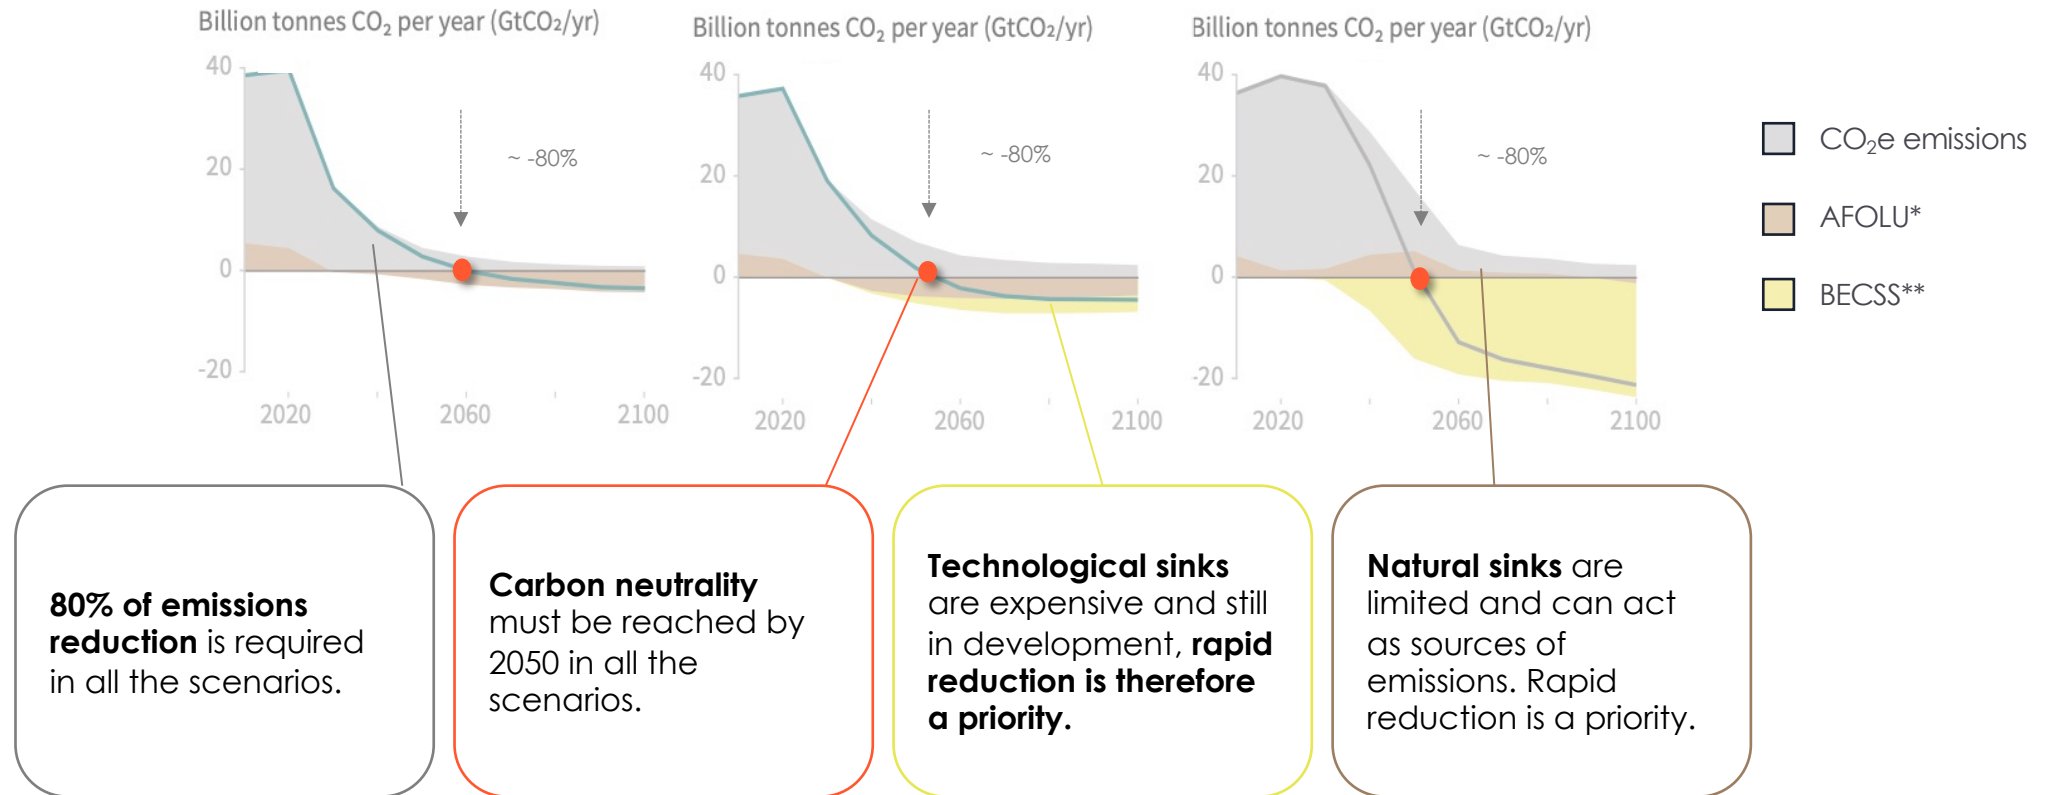 Billion tonnes CO₂ per year (GtCO₂/yr)
40
20
0
-20
2020
2060
2100
~ -80%
Billion tonnes CO₂ per year (GtCO₂/yr)
40
20
0
-20
2020
2060
2100
~ -80%
Billion tonnes CO₂ per year (GtCO₂/yr)
40
20
0
-20
2020
2060
2100
~ -80%
CO₂e emissions
AFOLU*
BECSS**
80% of emissions
reduction is required
in all the scenarios.
Carbon neutrality
must be reached by
2050 in all the
scenarios.
Technological sinks
are expensive and still
in development, rapid
reduction is therefore
a priority.
Natural sinks are
limited and can act
as sources of
emissions. Rapid
reduction is a priority.